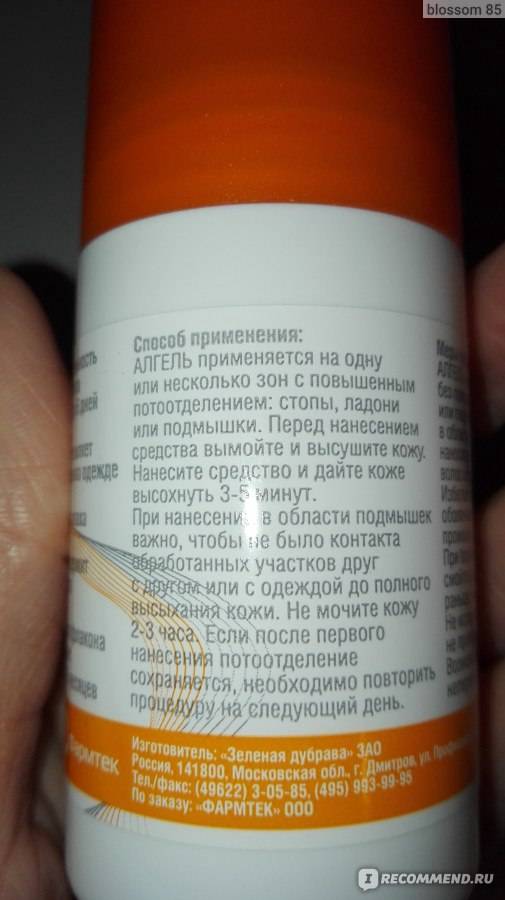 blossom 85
Способ применения:
АЛГЕЛЬ применяется на одну
или несколько зон с повышенным
потоотделением: стопы, ладони
или подмышки. Перед нанесением
средства вымойте и высушите кожу.
Нанесите средство и дайте коже
высохнуть 3-5 минут.
При нанесении в области подмышек
важно, чтобы не было контакта
обработанных участков друг
с другом или с одеждой до полного
высыхания кожи. Не мочите кожу
2-3 часа. Если после первого
нанесения потоотделение
сохраняется, необходимо повторить
процедуру на следующий день.
дней
одежде
Фармтек
Изготовитель: «Зеленая дубрава» ЗАО
Россия, 141800, Московская обл., г. Дмитров, ул.
Тел./факс: (49622) 3-05-85, (495) 993-99-95
По заказу: «ФАРМТЕК» ООО
АЛГЕЛЬ
IRECOMMEND.RU